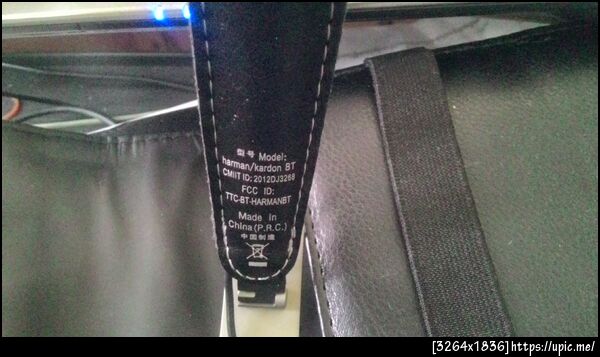 型号 Model:
harman/kardon BT
CMIIT ID: 2012DJ3268
FCC ID:
TTC-BT-HARMANBT
Made in
China(P.R.C.)
中国制造
[3264x1836]https://upic.me/